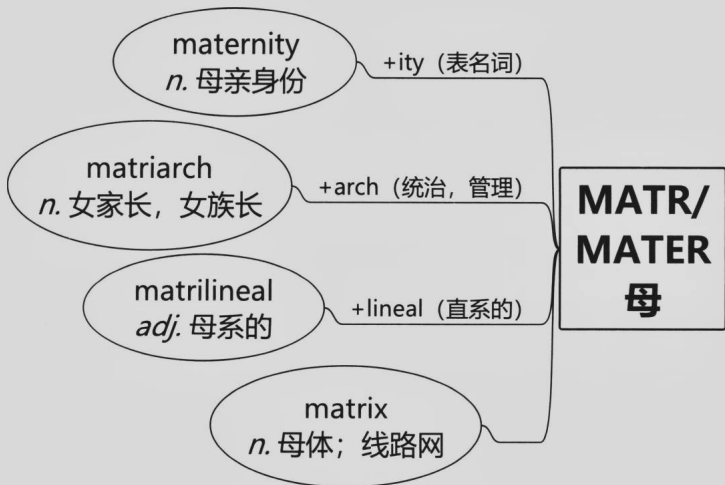 maternity
n. 母亲身份
+ity（表名词）
matriarch
n. 女家长，女族长
+arch（统治，管理）
MATR/
MATER
母
matrilineal
adj. 母系的
+lineal（直系的）
matrix
n. 母体；线路网